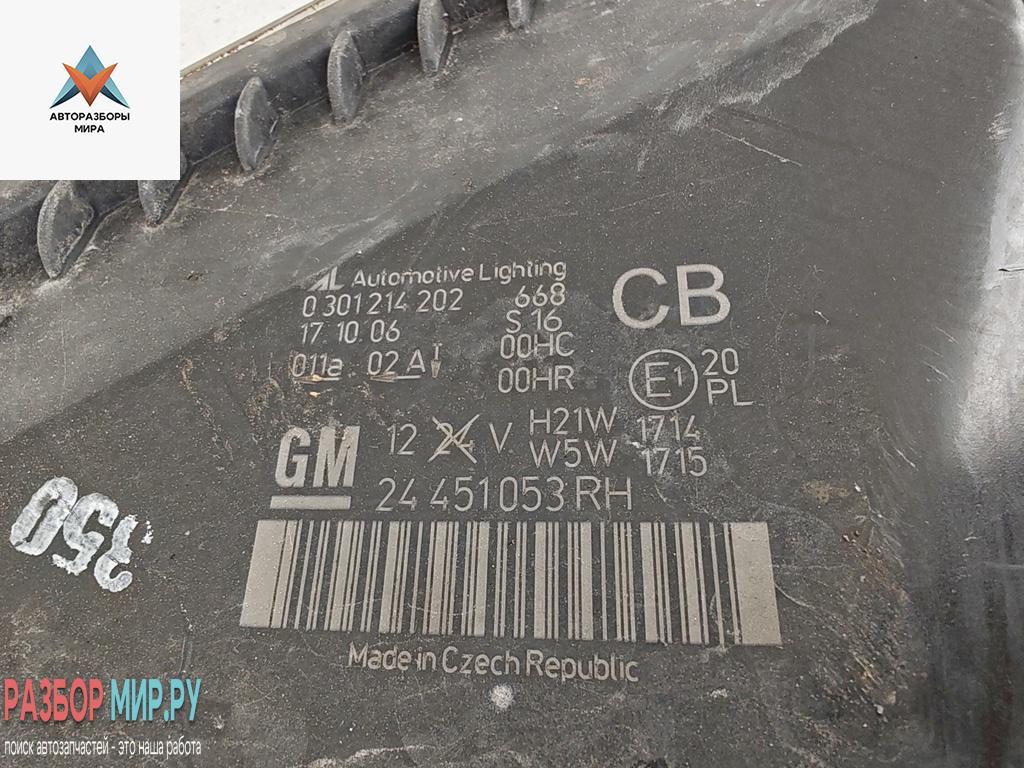 АВТОРАЗБОРЫ
МИРА
AL Automotive Lighting
0 301 214 202 668
17.10.06 S 16
011a 02A 00HC
00HR
CB
E1 20
PL
GM
12 24 V H21W 1714
W5W 1715
24 451053 RH
350
Made in Czech Republic
РАЗБОР МИР.РУ
поиск автозапчастей - это наша работа